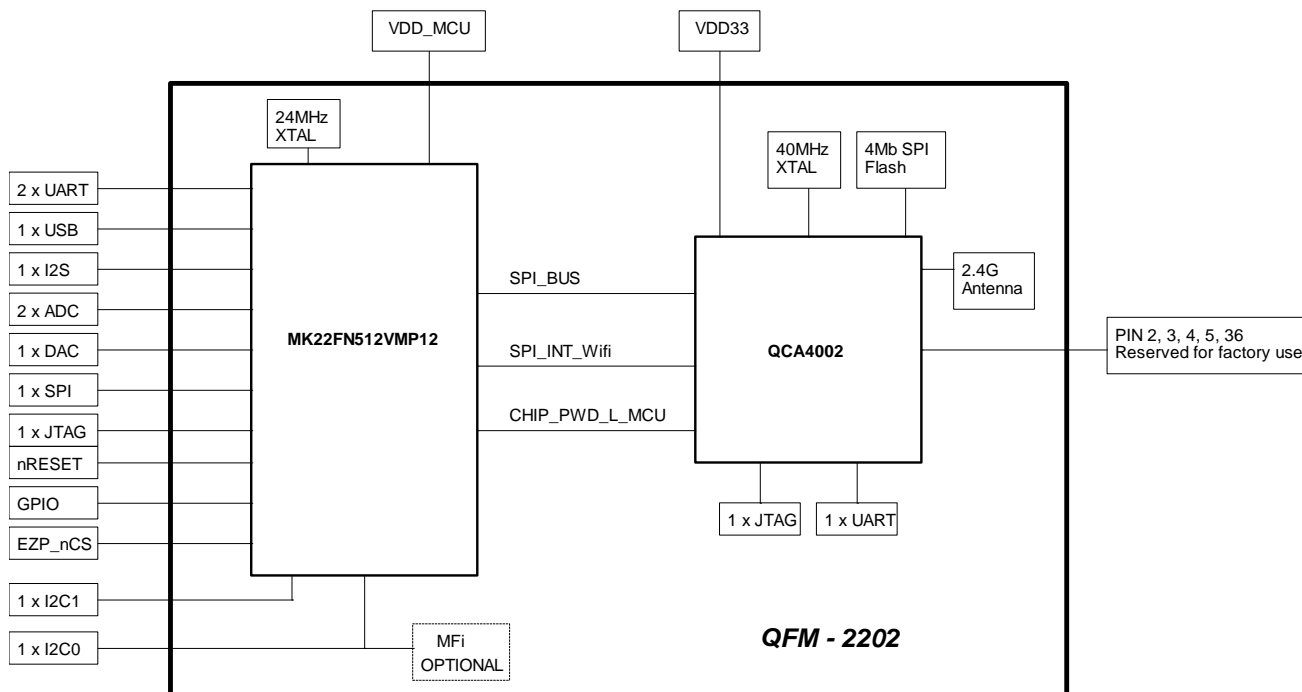 VDD_MCU
VDD33
24MHz
XTAL
40MHz
XTAL
4Mb SPI
Flash
2 x UART
1 x USB
1 x I2S
2 x ADC
1 x DAC
1 x SPI
1 x JTAG
nRESET
GPIO
EZP_nCS
1 x I2C1
1 x I2C0
MK22FN512VMP12
SPI_BUS
SPI_INT_Wifi
CHIP_PWD_L_MCU
QCA4002
2.4G
Antenna
PIN 2, 3, 4, 5, 36
Reserved for factory use
1 x JTAG
1 x UART
MFi
OPTIONAL
QFM - 2202